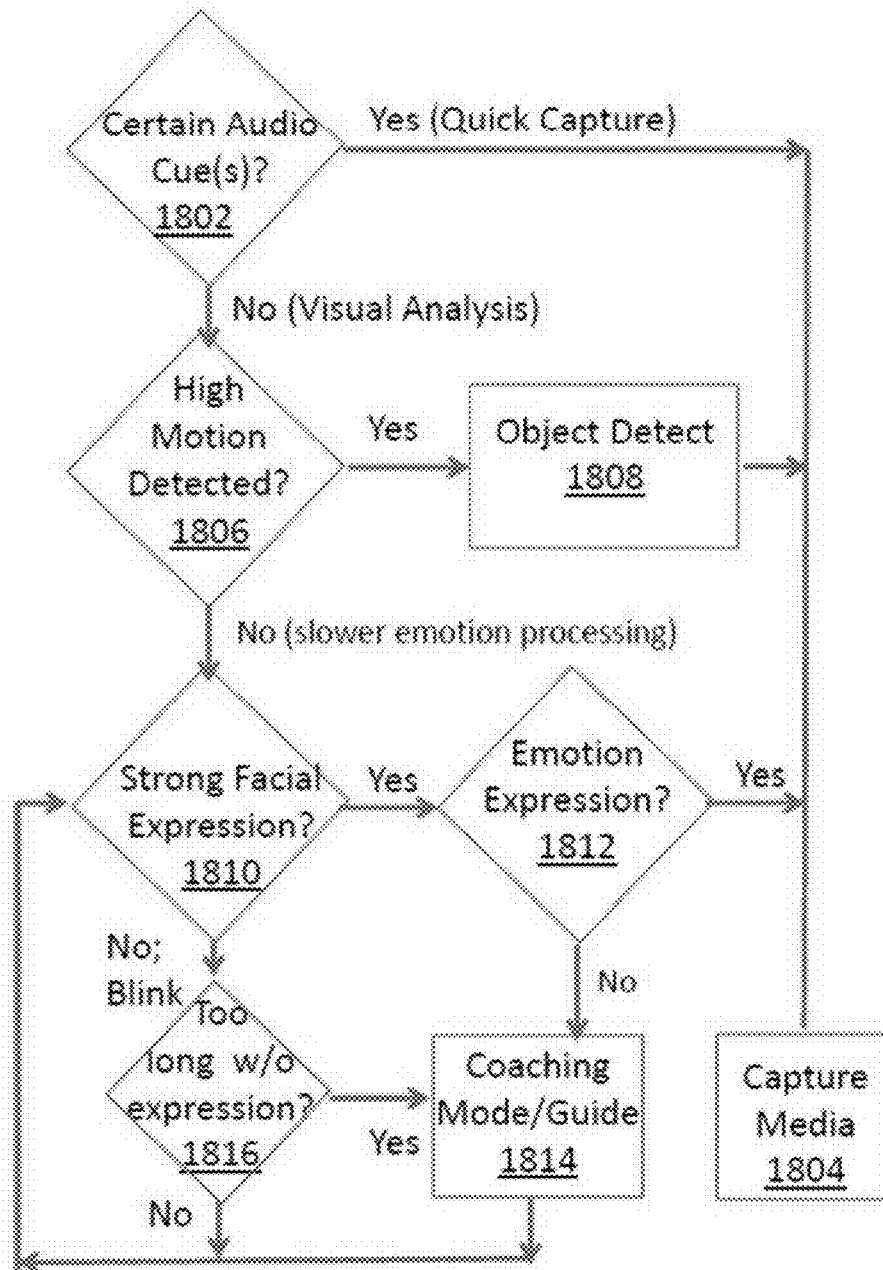 Certain Audio
Cue(s)?
1802
Yes (Quick Capture)
No (Visual Analysis)
High
Motion
Detected?
1806
Yes
Object Detect
1808
No (slower emotion processing)
Strong Facial
Expression?
1810
Yes
Emotion
Expression?
1812
Yes
No;
Blink
No
Too
long w/o
expression?
1816
Yes
Coaching
Mode/Guide
1814
Capture
Media
1804
No